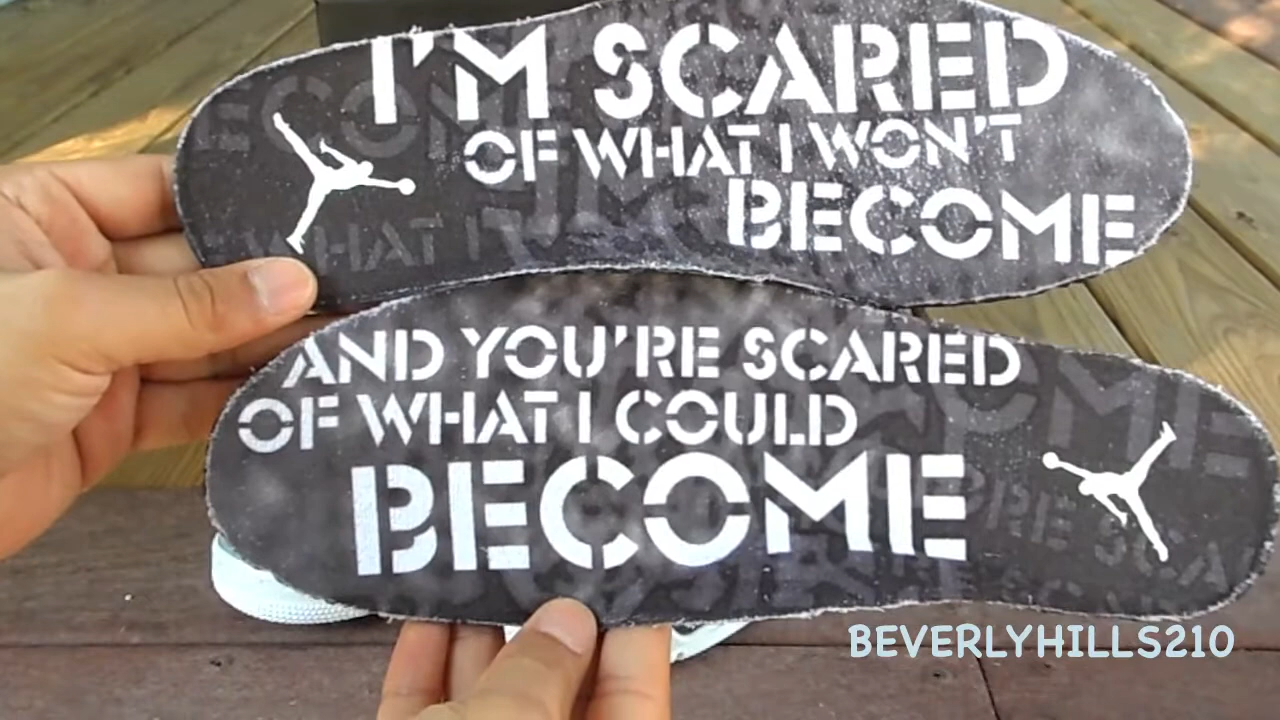 I'M SCARED
OF WHAT I WON'T
BECOME
AND YOU'RE SCARED
OF WHAT I COULD
BECOME
BEVERLYHILLS210